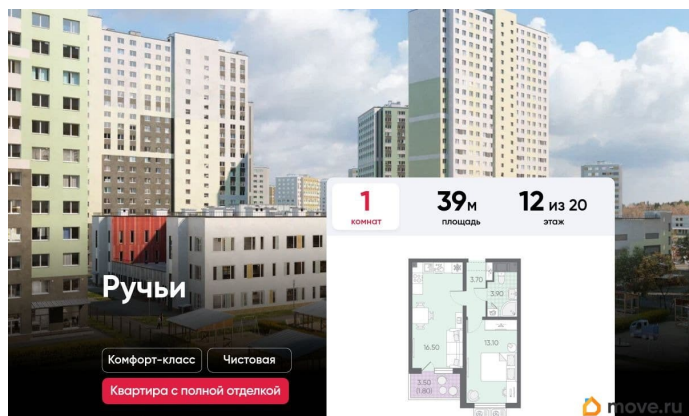 1
комнат
39м
площадь
12 из 20
этаж
Ручьи
3.70
3.90
16.50
13.10
3.50
(1.80)
Комфорт-класс
Чистовая
Квартира с полной отделкой
move.ru